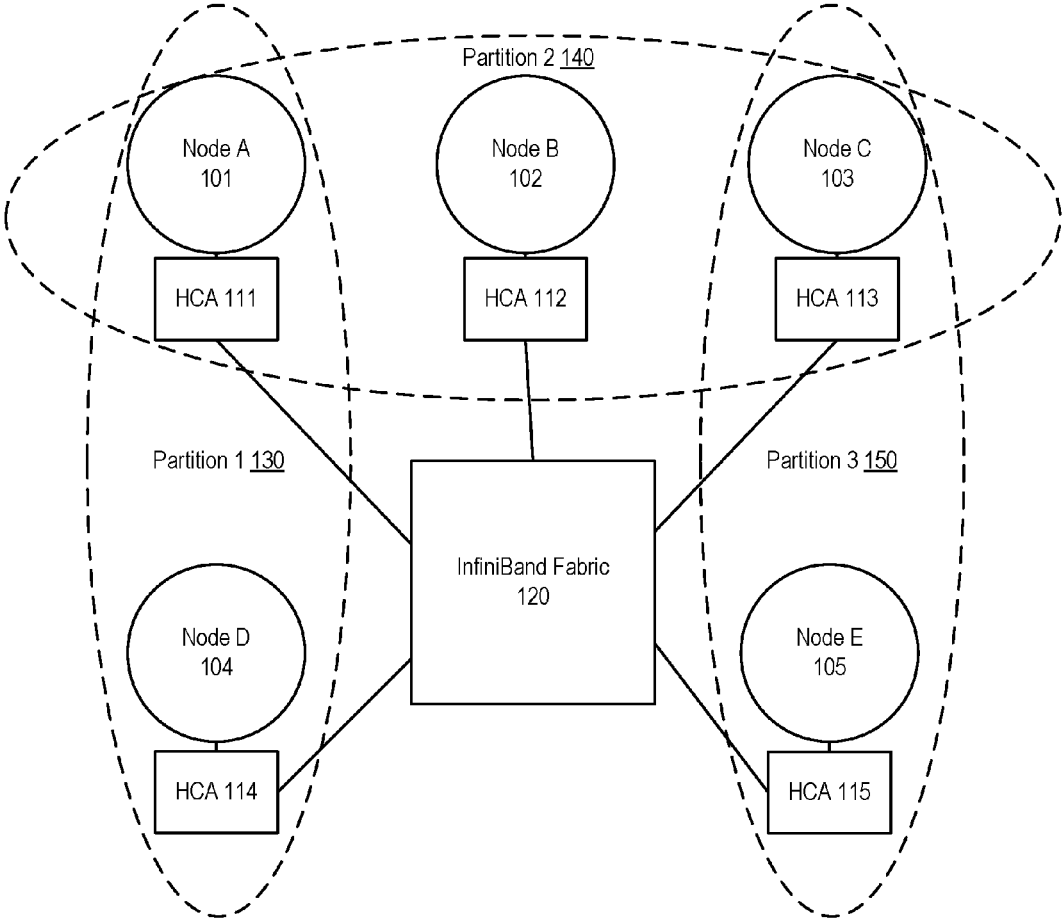 Partition 2 140
Node A
101
Node B
102
Node C
103
HCA 111
HCA 112
HCA 113
Partition 1 130
Partition 3 150
InfiniBand Fabric
120
Node D
104
Node E
105
HCA 114
HCA 115